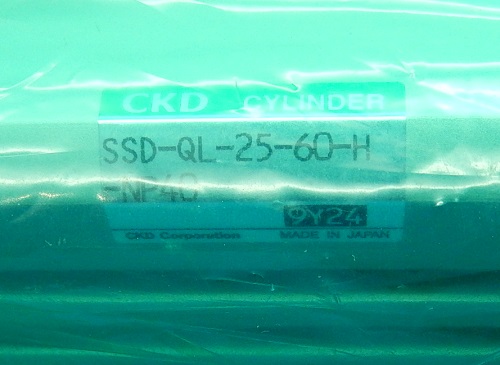 CKD CYLINDER
SSD-QL-25-60-H
-NP40
9Y24
CKD Corporation MADE IN JAPAN